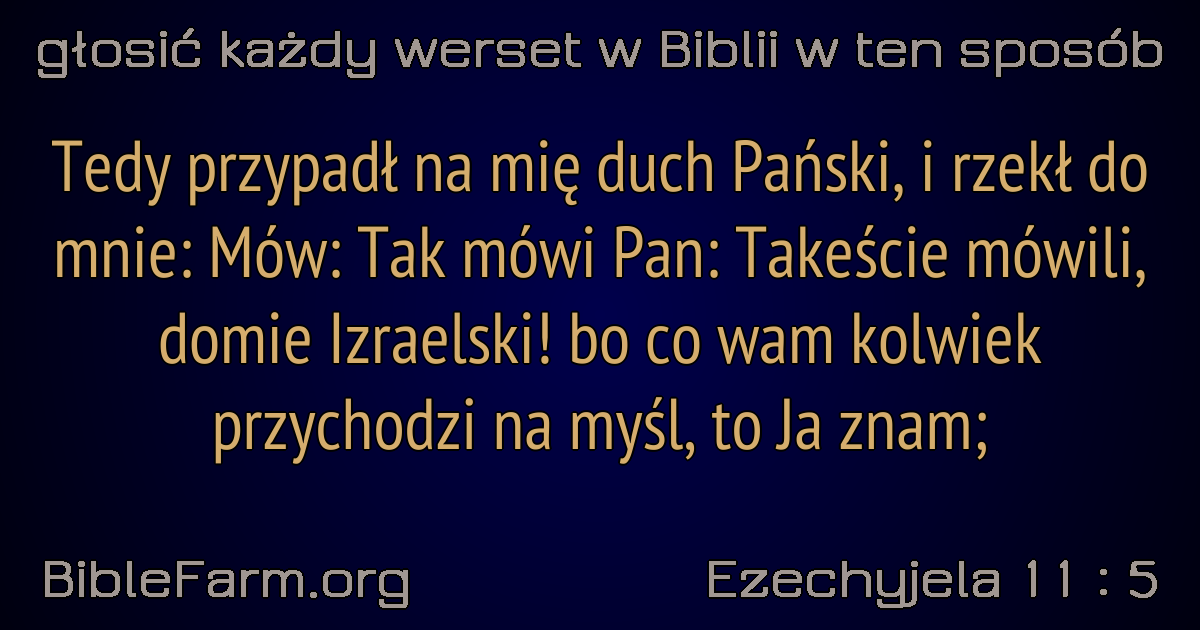 głosić każdy werset w Biblii w ten sposób
Tedy przypadł na mię duch Pański, i rzekł do
mnie: Mów: Tak mówi Pan: Takeście mówili,
domie Izraelski! bo co wam kolwiek
przychodzi na myśl, to Ja znam;
BibleFarm.org
Ezechyjela 11 : 5